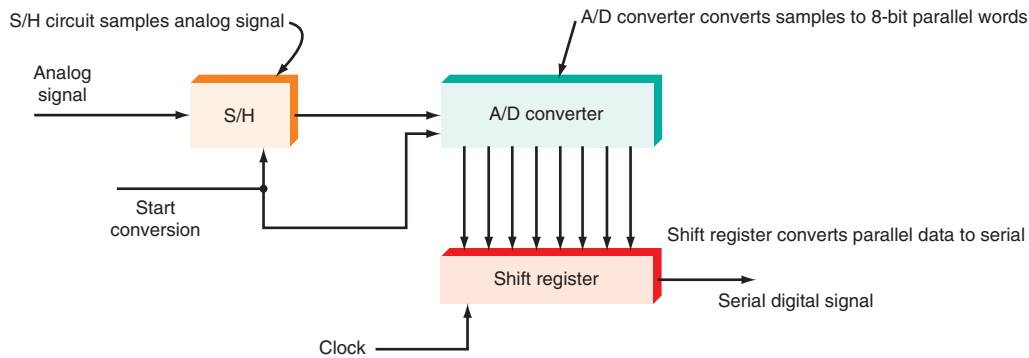 S/H circuit samples analog signal
A/D converter converts samples to 8-bit parallel words
Analog
signal
S/H
A/D converter
Start
conversion
Shift register converts parallel data to serial
Shift register
Serial digital signal
Clock